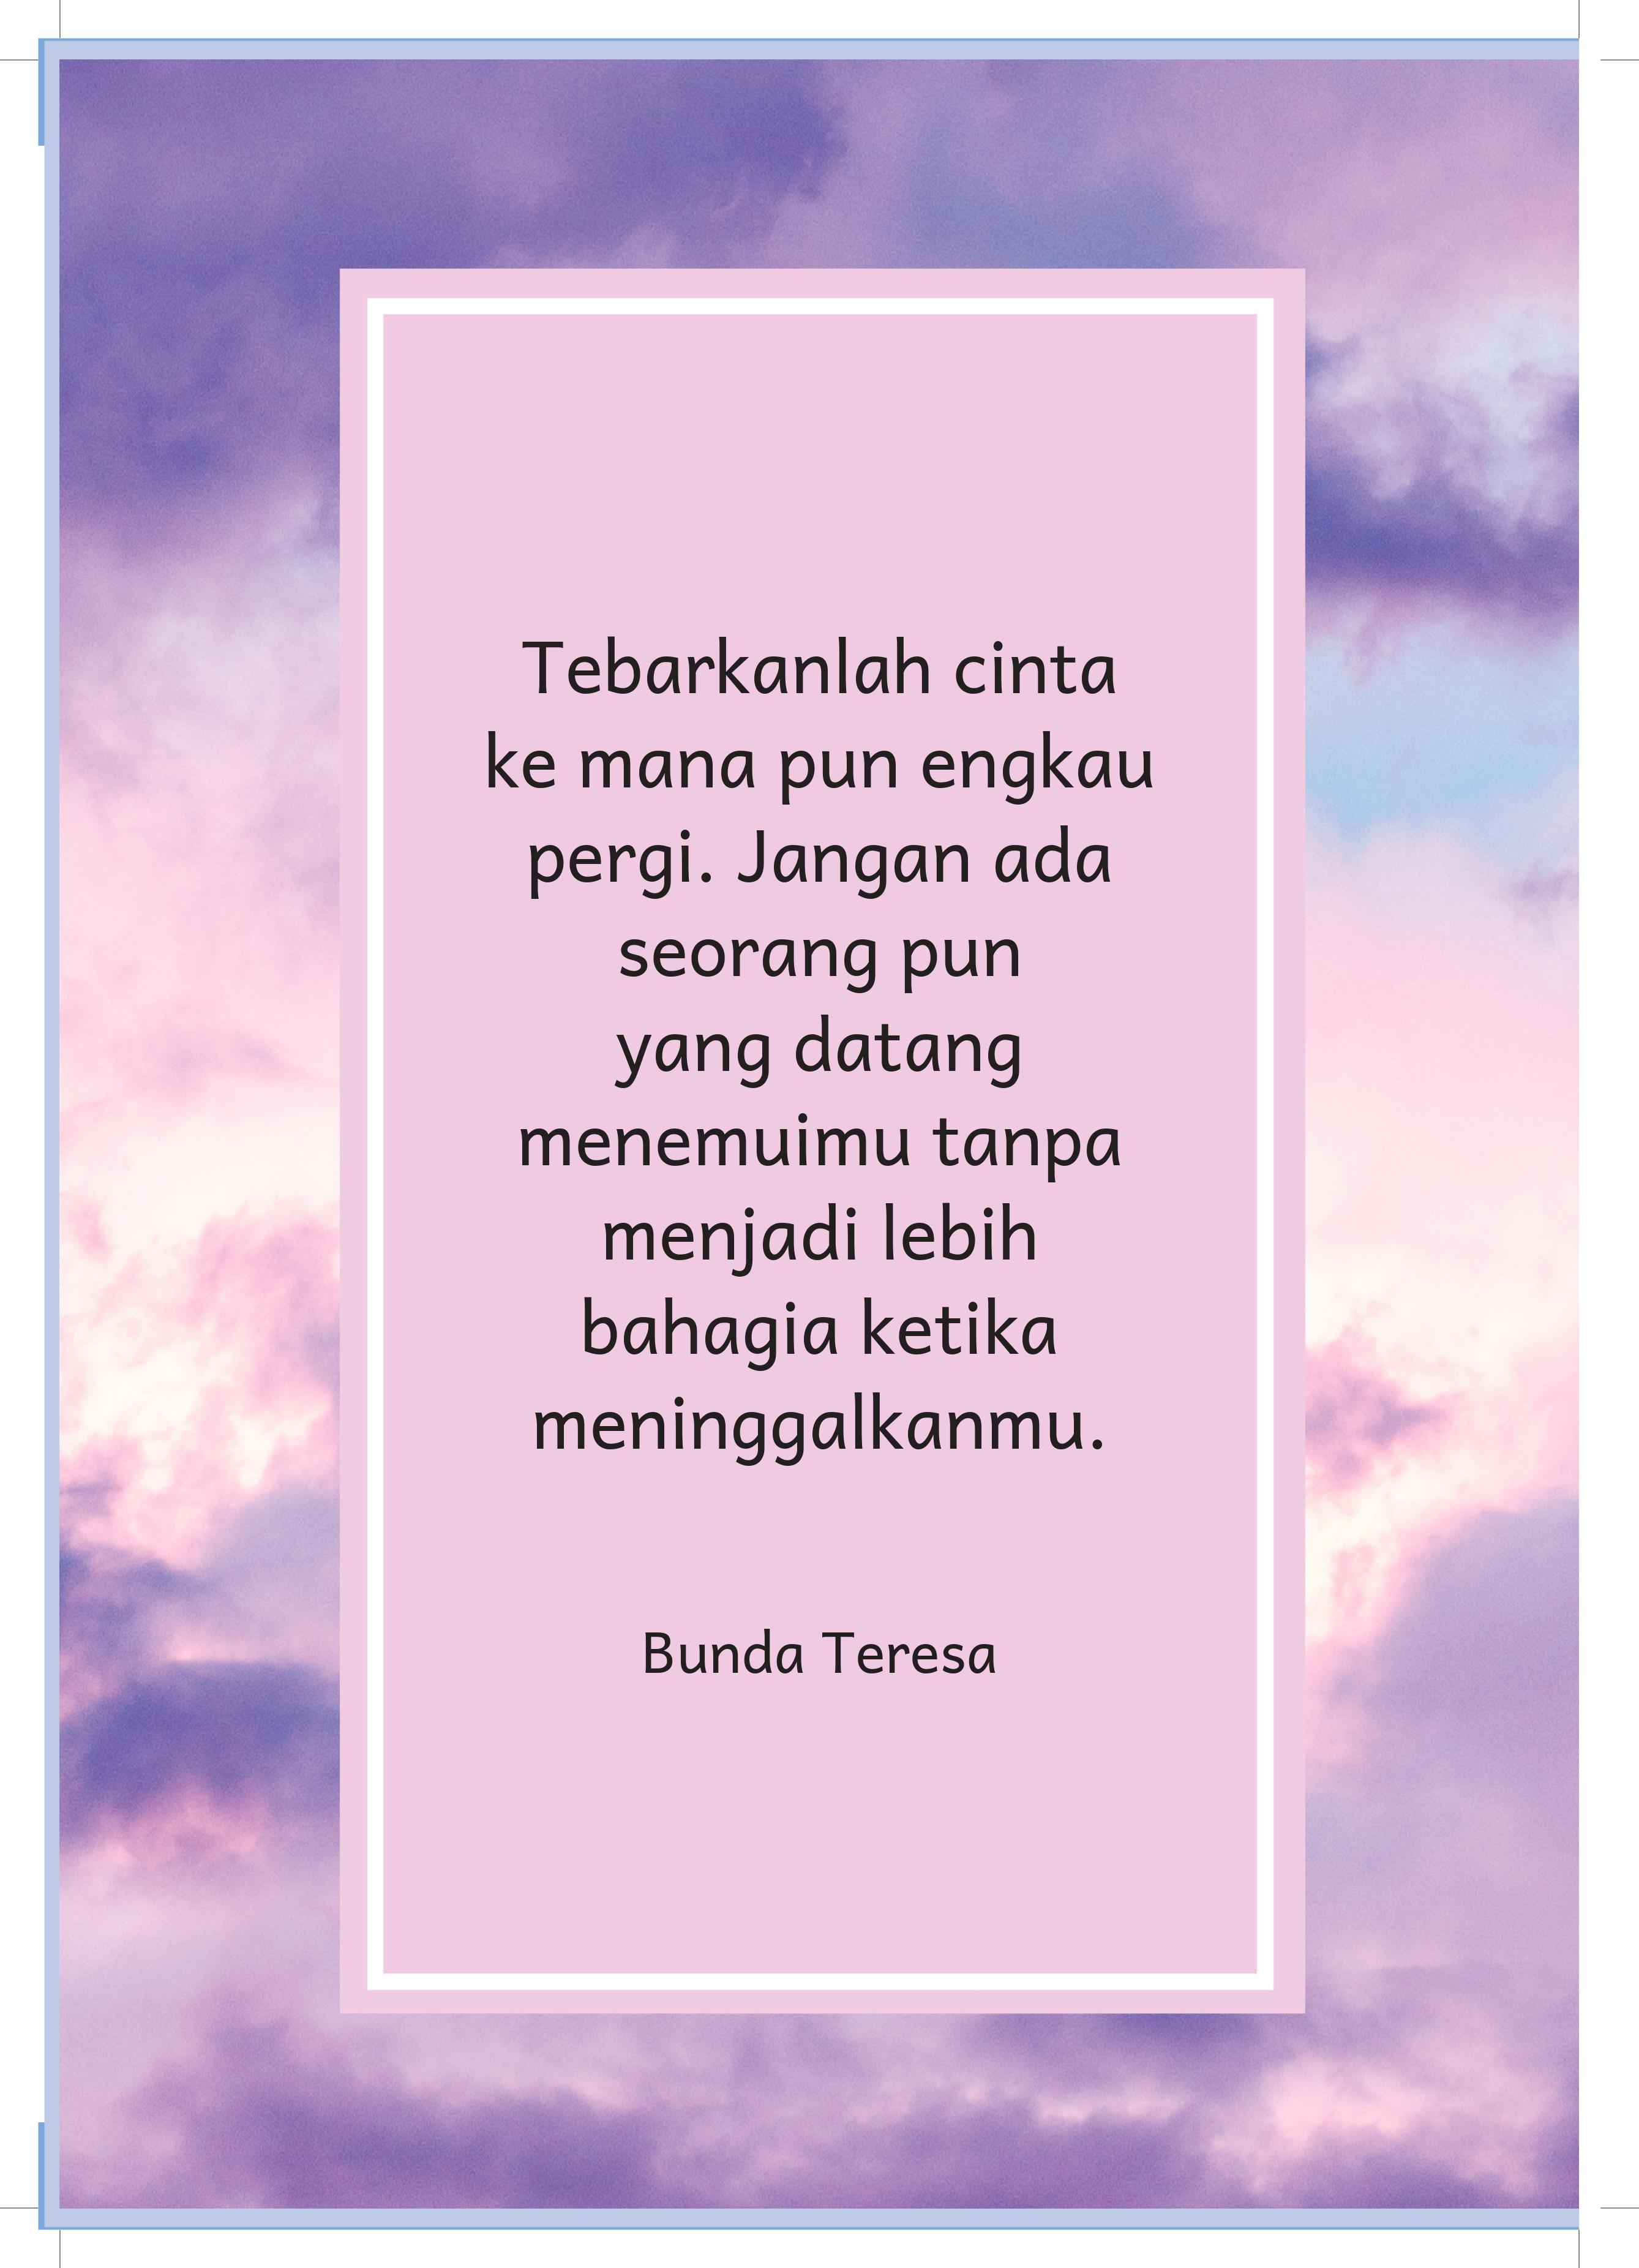 Tebarkanlah cinta
ke mana pun engkau
pergi. Jangan ada
seorang pun
yang datang
menemuimu tanpa
menjadi lebih
bahagia ketika
meninggalkanmu.
Bunda Teresa